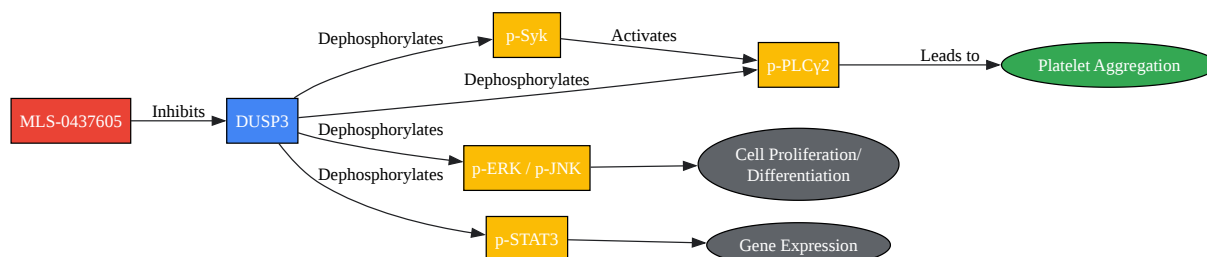 p-Syk
Dephosphorylates
Activates
p-PLCγ2
Leads to
Platelet Aggregation
Dephosphorylates
MLS-0437605
Inhibits
DUSP3
Dephosphorylates
p-ERK / p-JNK
Cell Proliferation/
Differentiation
Dephosphorylates
p-STAT3
Gene Expression